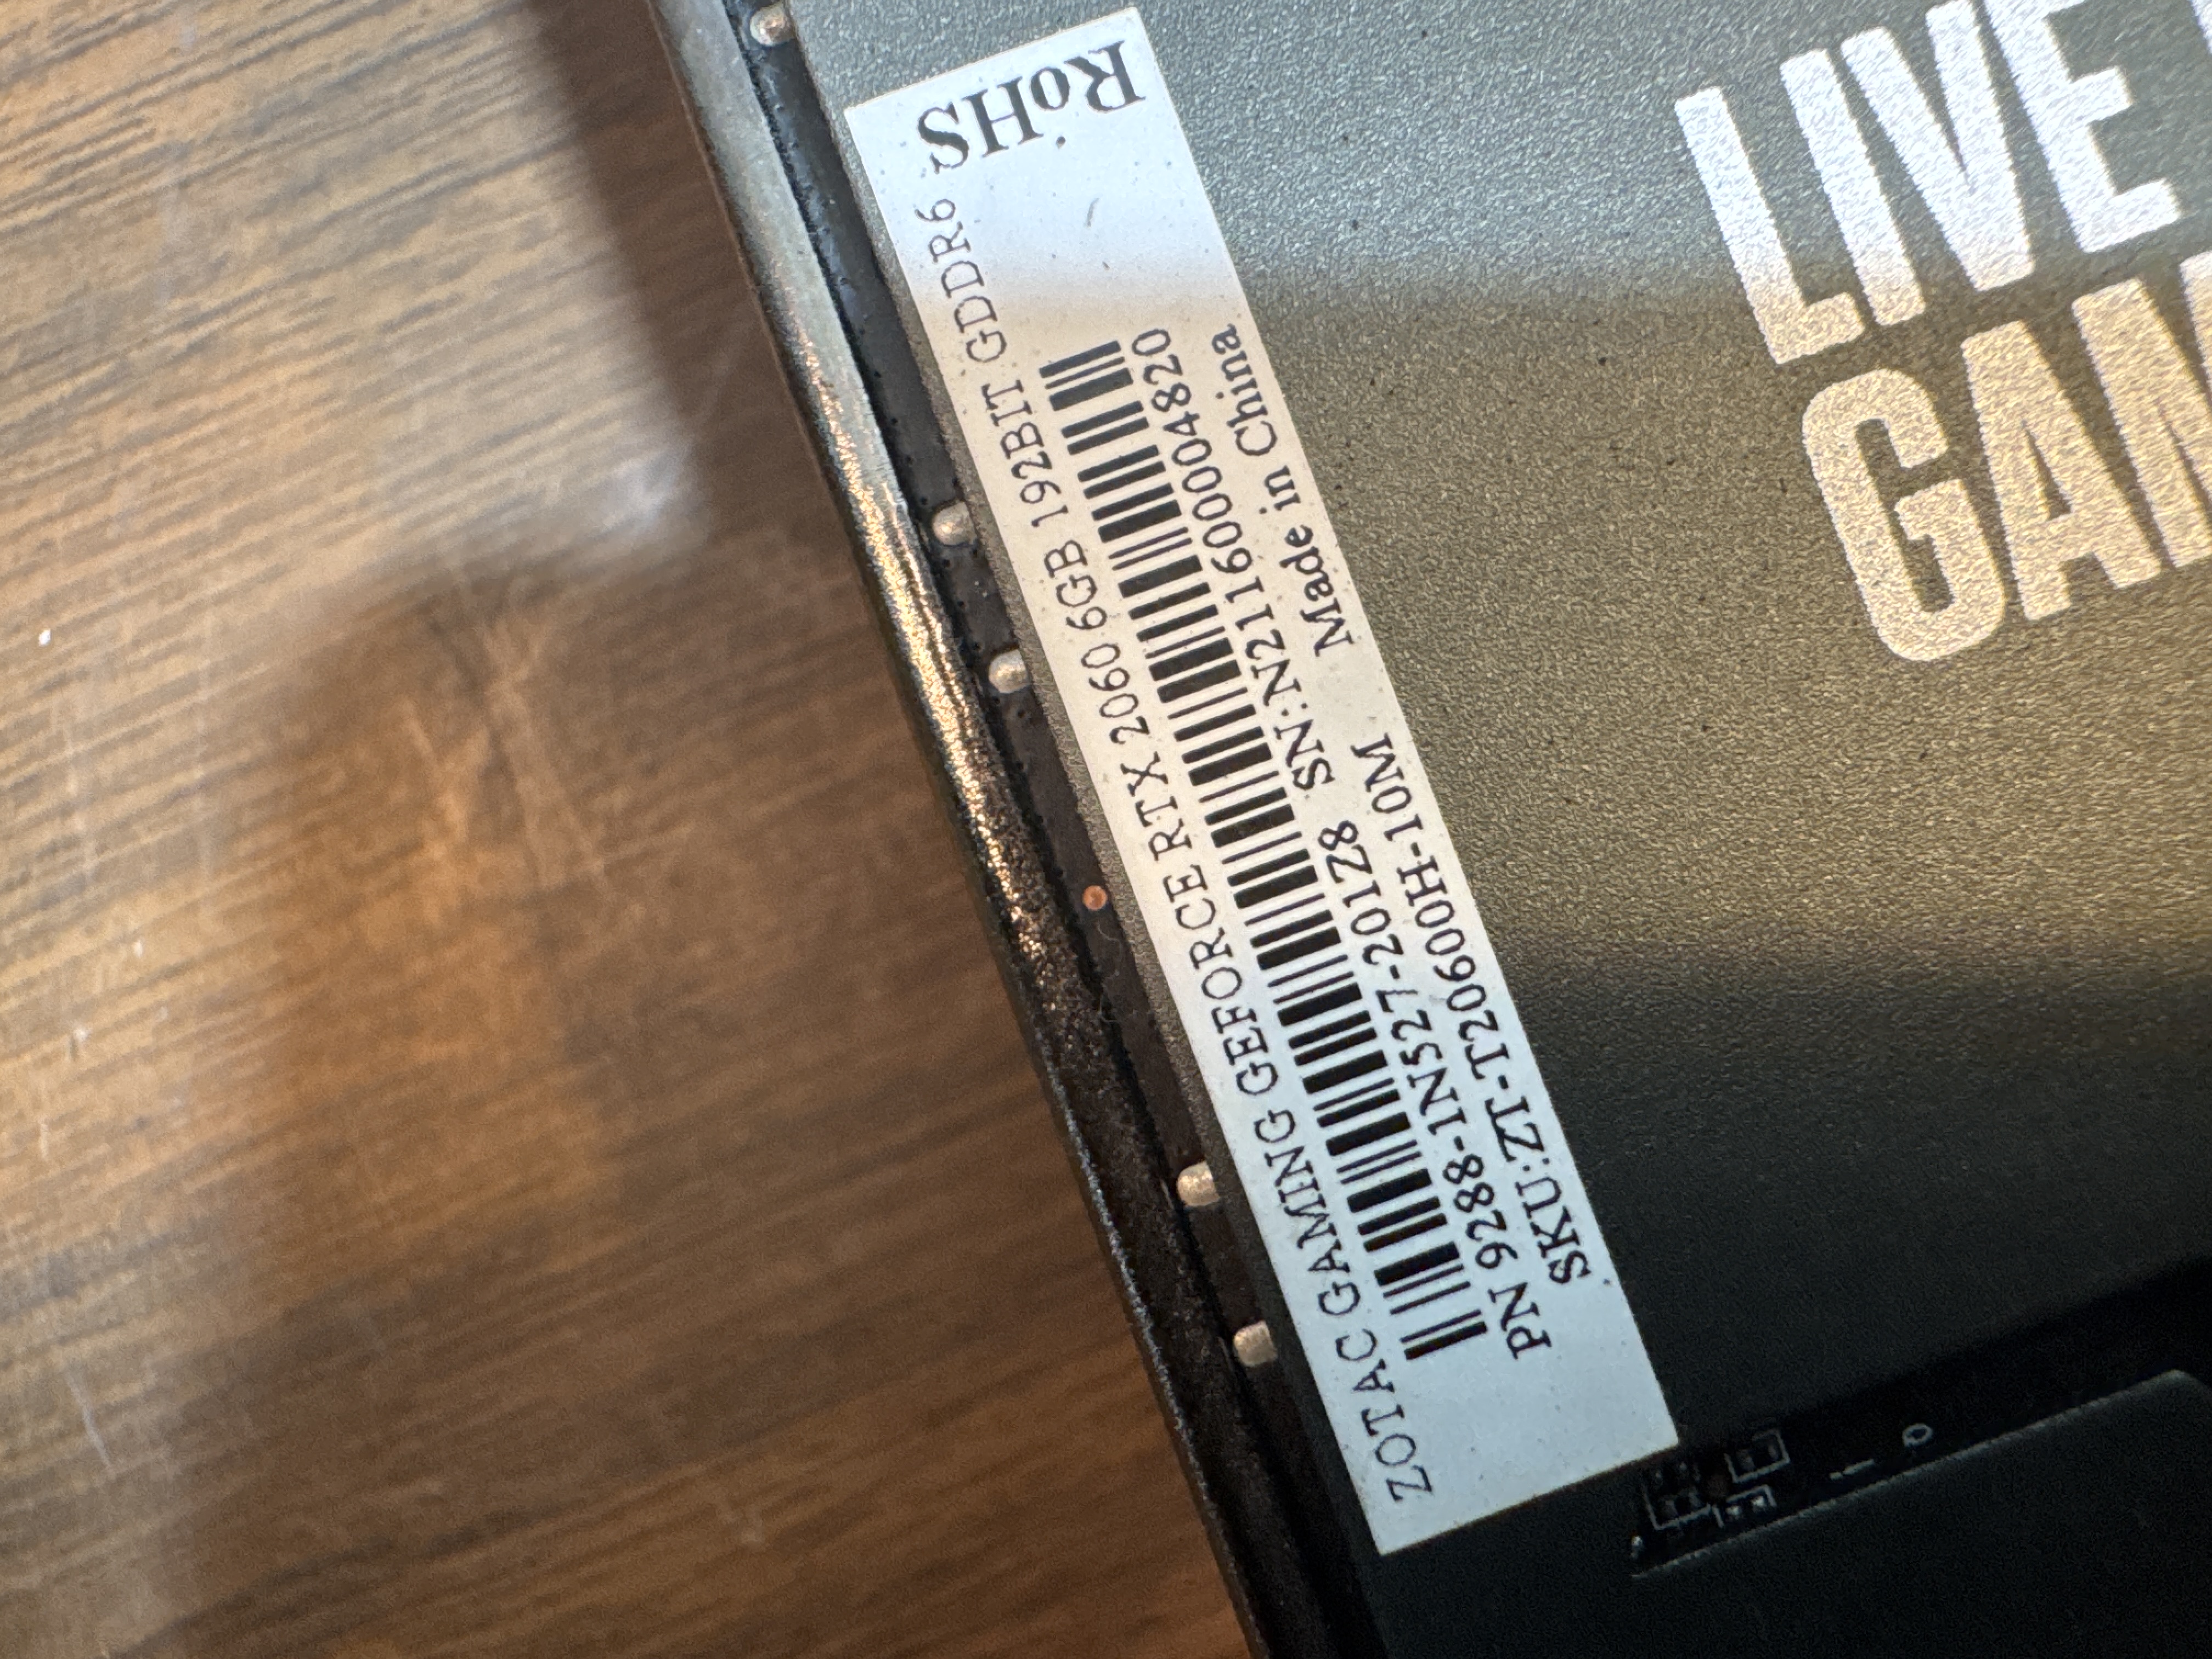 ZOTAC GAMING GEFORCE RTX 2060 6GB 192BIT GDDR6
RoHS
PN 9288-1N527-201Z8 SN:N211600004820
SKU:ZT-T20600H-10M Made in China
LIVE